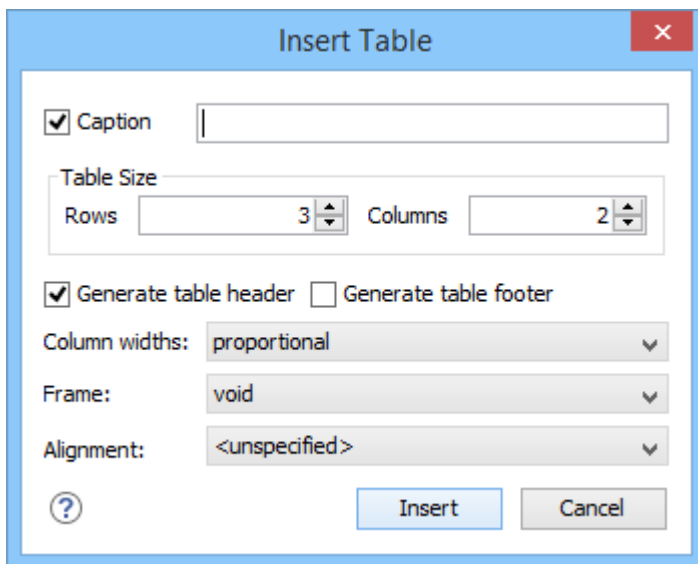 Insert Table
Caption
Table Size
Rows 3 Columns 2
Generate table header Generate table footer
Column widths: proportional
Frame: void
Alignment: <unspecified>
? Insert Cancel